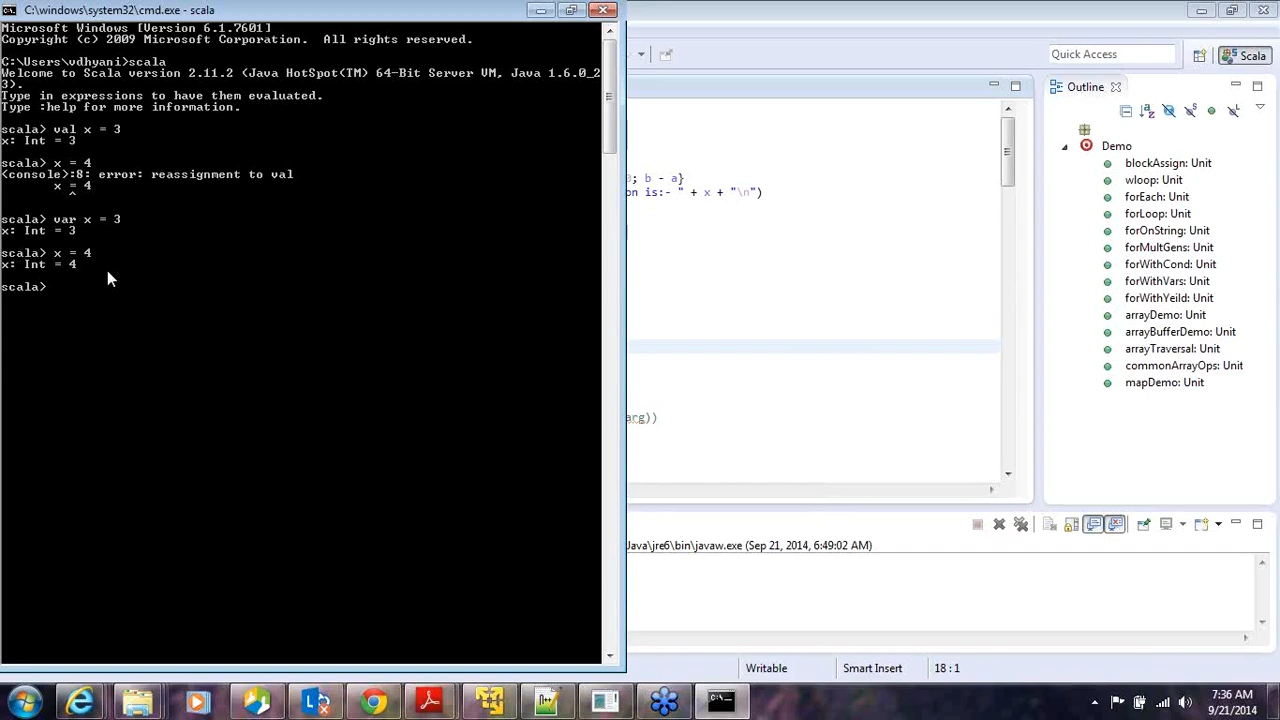 C:\windows\system32\cmd.exe - scala
Microsoft Windows [Version 6.1.7601]
Copyright (c) 2009 Microsoft Corporation.  All rights reserved.
C:\Users\vdhyani>scala
Welcome to Scala version 2.11.2 (Java HotSpot(TM) 64-Bit Server VM, Java 1.6.0_2
3).
Type in expressions to have them evaluated.
Type :help for more information.
scala> val x = 3
x: Int = 3
scala> x = 4
<console>:8: error: reassignment to val
       x = 4
         ^
scala> var x = 3
x: Int = 3
scala> x = 4
x: Int = 4
scala>
; b - a}
on is:- " + x + "\n")
arg))
Quick Access
Scala
Outline
Demo
blockAssign: Unit
wloop: Unit
forEach: Unit
forLoop: Unit
forOnString: Unit
forMultGens: Unit
forWithCond: Unit
forWithVars: Unit
forWithYeild: Unit
arrayDemo: Unit
arrayBufferDemo: Unit
arrayTraversal: Unit
commonArrayOps: Unit
mapDemo: Unit
Java\jre6\bin\javaw.exe (Sep 21, 2014, 6:49:02 AM)
Writable
Smart Insert
18 : 1
7:36 AM
9/21/2014